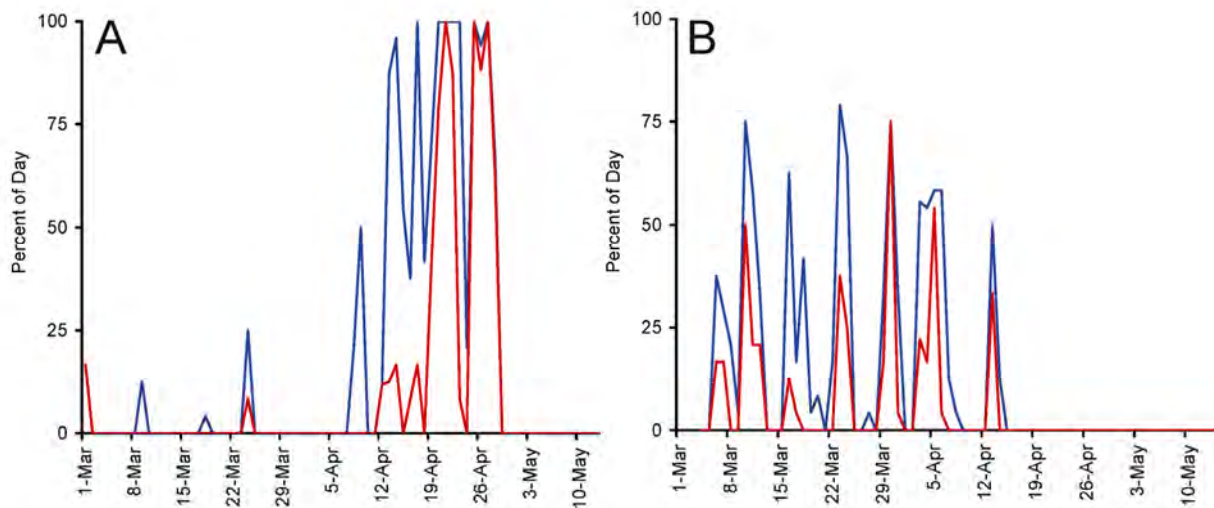 A
Percent of Day
100
75
50
25
0
1-Mar
8-Mar
15-Mar
22-Mar
29-Mar
5-Apr
12-Apr
19-Apr
26-Apr
3-May
10-May
B
Percent of Day
100
75
50
25
0
1-Mar
8-Mar
15-Mar
22-Mar
29-Mar
5-Apr
12-Apr
19-Apr
26-Apr
3-May
10-May